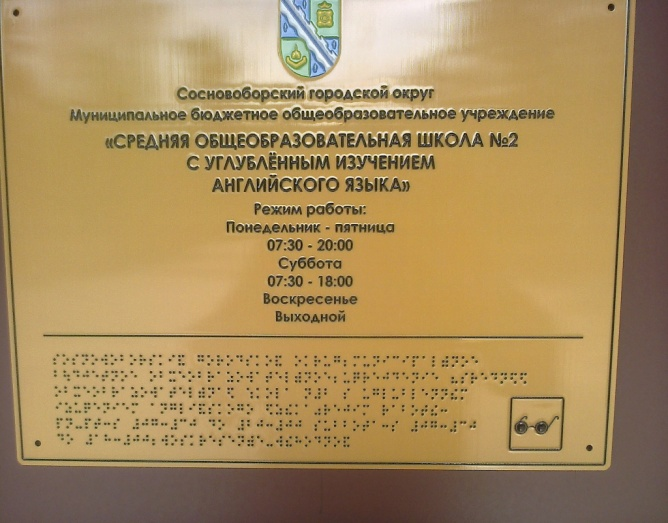 Сосновоборский городской округ
Муниципальное бюджетное общеобразовательное учреждение
«СРЕДНЯЯ ОБЩЕОБРАЗОВАТЕЛЬНАЯ ШКОЛА №2
С УГЛУБЛЁННЫМ ИЗУЧЕНИЕМ
АНГЛИЙСКОГО ЯЗЫКА»
Режим работы:
Понедельник - пятница
07:30 - 20:00
Суббота
07:30 - 18:00
Воскресенье
Выходной